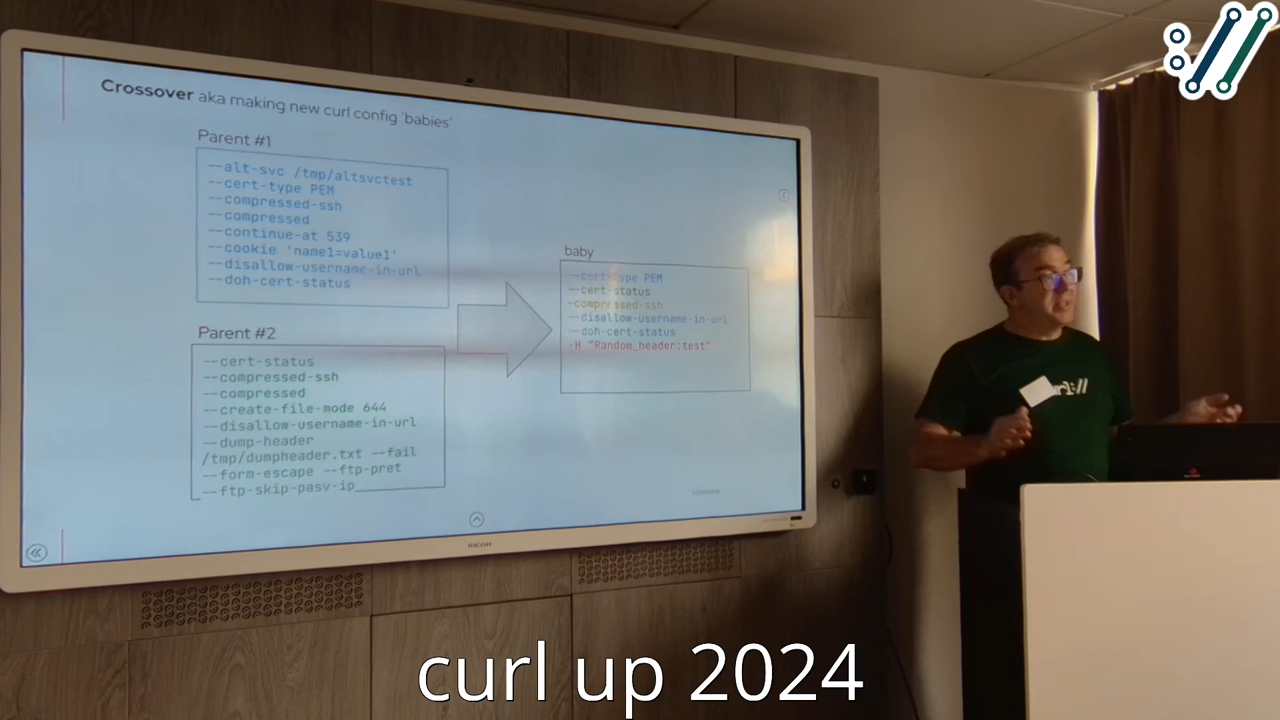 Crossover aka making new curl config 'babies'
Parent #1
--alt-svc /tmp/altsvctest
--cert-type PEM
--compressed-ssh
--compressed
--continue-at 539
--cookie 'name1=value1'
--disallow-username-in-url
--doh-cert-status
Parent #2
--cert-status
--compressed-ssh
--compressed
--create-file-mode 644
--disallow-username-in-url
--dump-header
/tmp/dumpheader.txt --fail
--form-escape --ftp-pret
--ftp-skip-pasv-ip
baby
--cert-type PEM
--cert-status
-compressed-ssh
--disallow-username-in-url
--doh-cert-status
-H "Random_header:test"
RICOH
curl up 2024